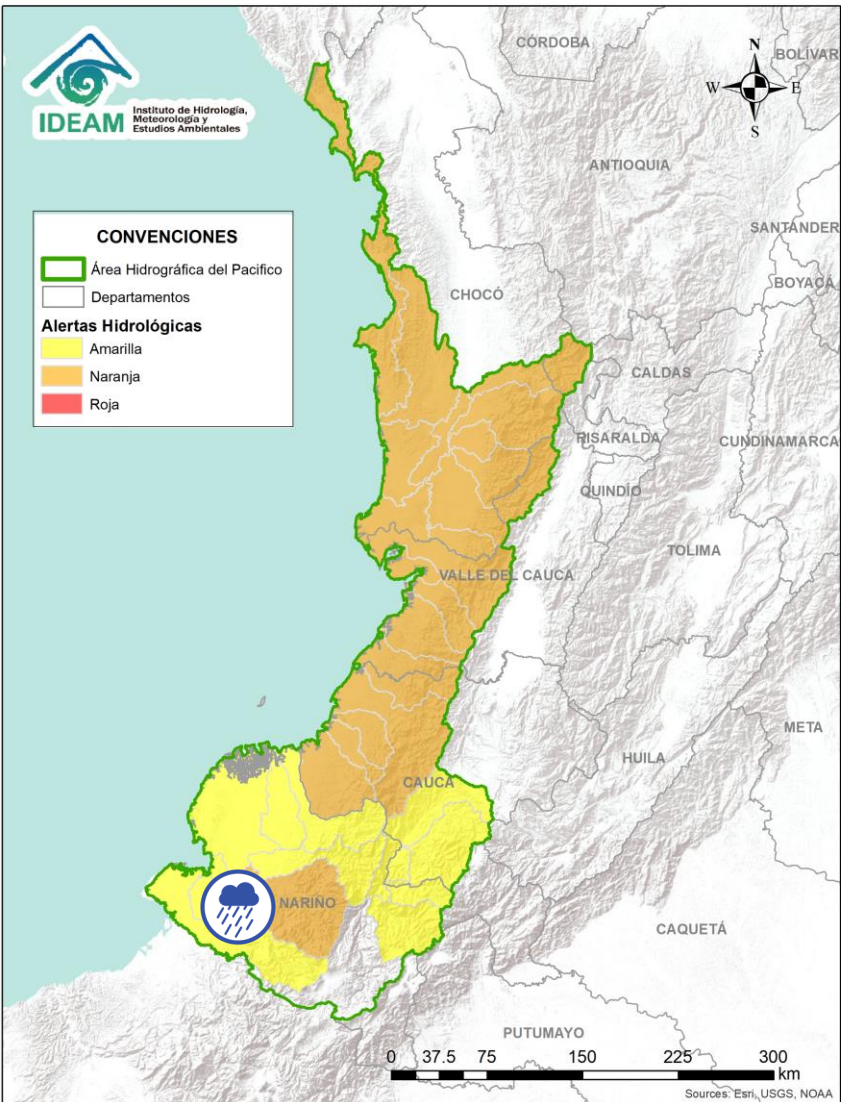 IDEAM
Instituto de Hidrología,
Meteorología y
Estudios Ambientales
N
W
E
S
CONVENCIONES
Área Hidrográfica del Pacifico
Departamentos
Alertas Hidrológicas
Amarilla
Naranja
Roja
CÓRDOBA
BOLÍVAR
ANTIOQUIA
SANTANDER
BOYACÁ
CHOCÓ
CALDAS
RISARALDA
CUNDINAMARCA
QUINDÍO
TOLIMA
VALLE DEL CAUCA
META
HUILA
CAUCA
NARIÑO
CAQUETÁ
PUTUMAYO
0 37.5 75 150 225 300
km
Sources: Esri, USGS, NOAA